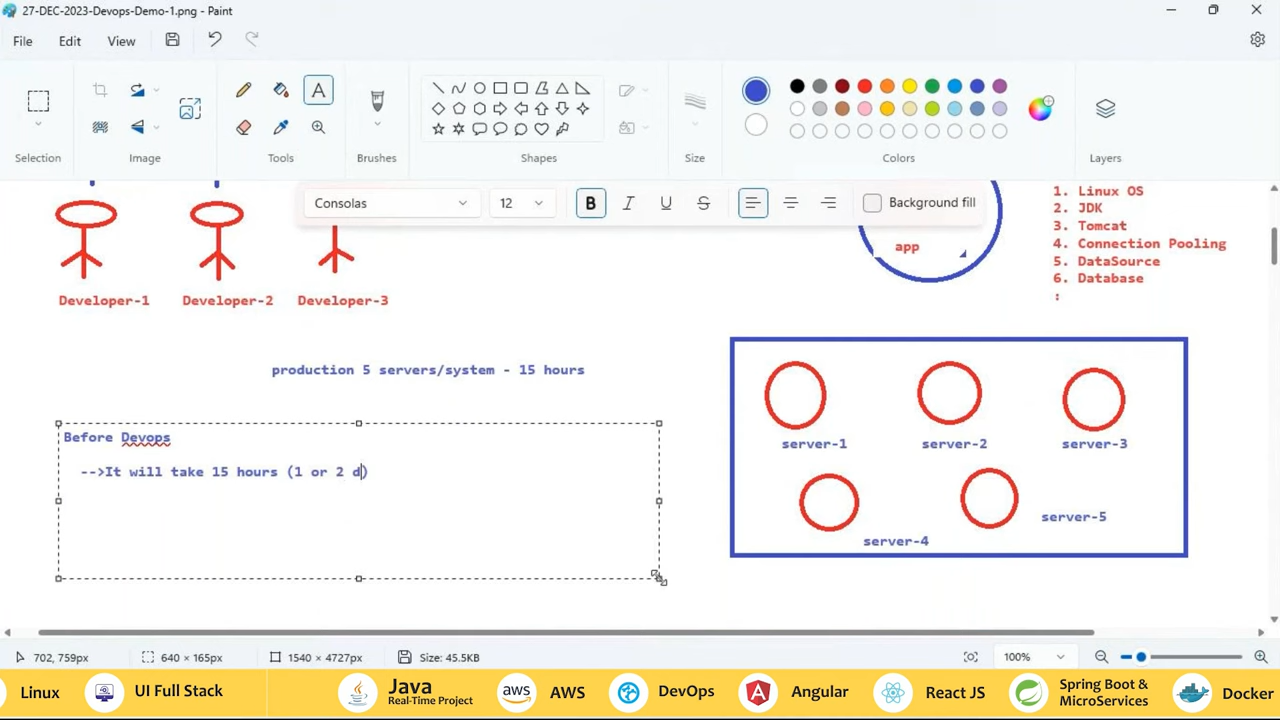 27-DEC-2023-Devops-Demo-1.png - Paint
File Edit View
Selection Image Tools Brushes Shapes Size Colors Layers
Consolas 12 B I U S Background fill
1. Linux OS
2. JDK
3. Tomcat
4. Connection Pooling
5. DataSource
6. Database
:
app
Developer-1 Developer-2 Developer-3
production 5 servers/system - 15 hours
Before Devops
-->It will take 15 hours (1 or 2 d)
server-1 server-2 server-3
server-4 server-5
702, 759px 640 × 165px 1540 × 4727px Size: 45.5KB 100%
Linux UI Full Stack Java Real-Time Project aws AWS DevOps Angular React JS Spring Boot & MicroServices Docker